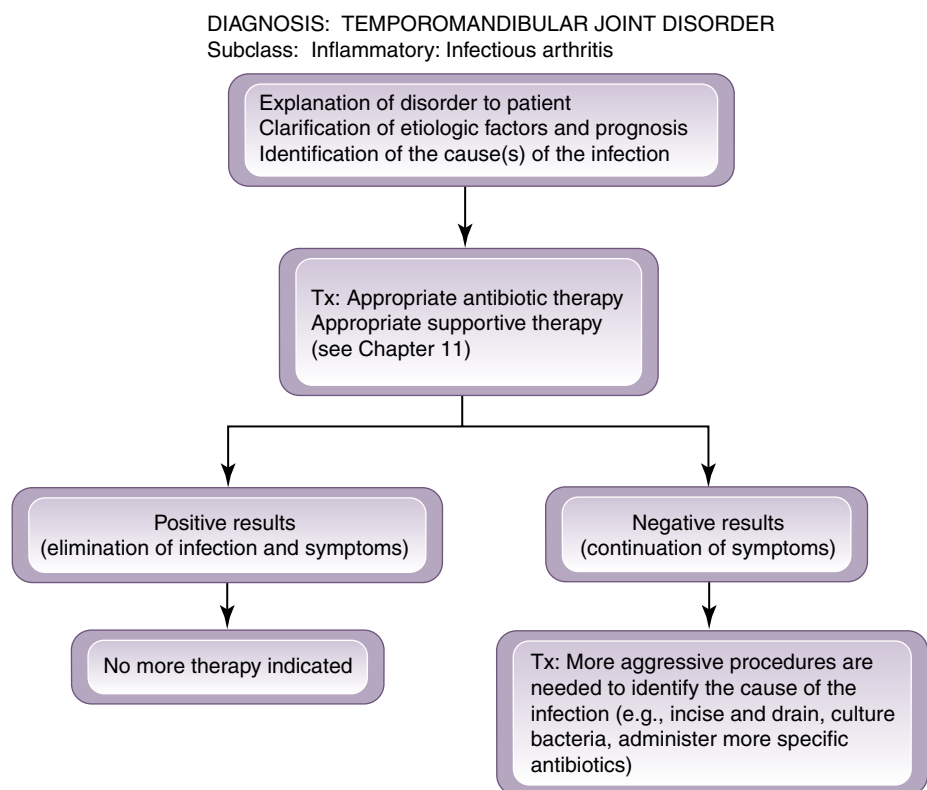 DIAGNOSIS: TEMPOROMANDIBULAR JOINT DISORDER
Subclass: Inflammatory: Infectious arthritis
Explanation of disorder to patient
Clarification of etiologic factors and prognosis
Identification of the cause(s) of the infection
Tx: Appropriate antibiotic therapy
Appropriate supportive therapy
(see Chapter 11)
Positive results
(elimination of infection and symptoms)
Negative results
(continuation of symptoms)
No more therapy indicated
Tx: More aggressive procedures are
needed to identify the cause of the
infection (e.g., incise and drain, culture
bacteria, administer more specific
antibiotics)